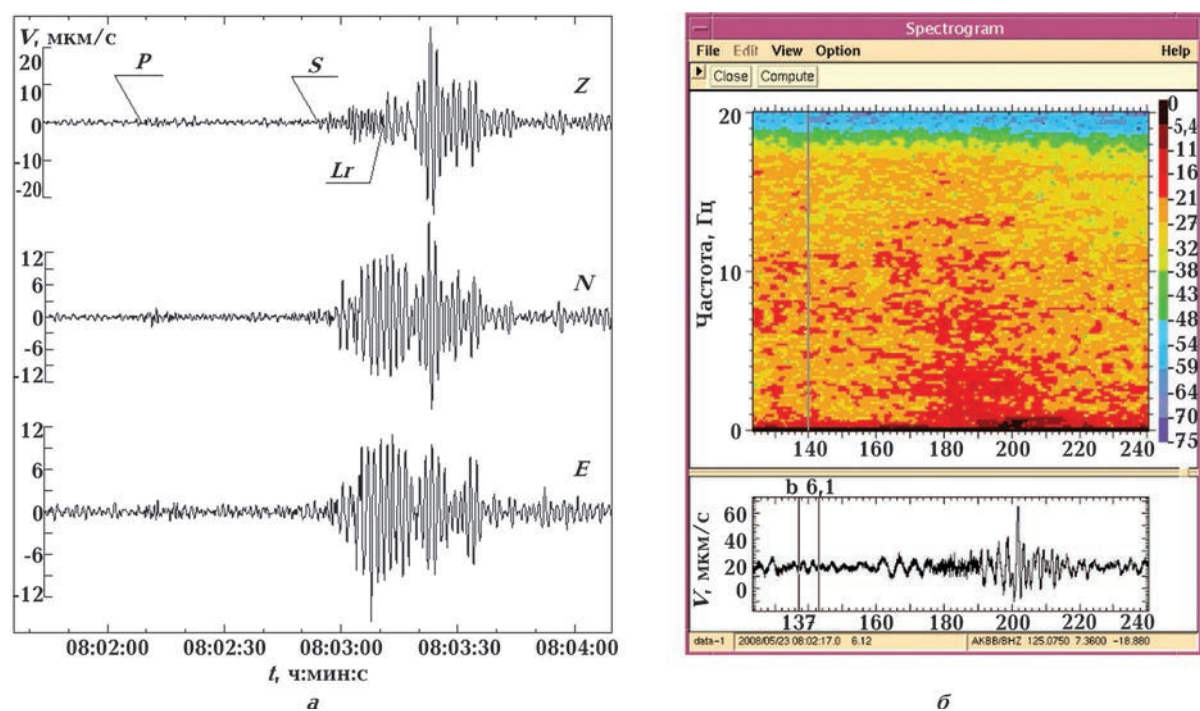 V, мкм/с
20
10
0
-10
-20
P
S
Z
Lr
12
6
0
-6
-12
N
12
6
0
-6
-12
E
08:02:00 08:02:30 08:03:00 08:03:30 08:04:00
t, ч:мин:с
а
Spectrogram
File Edit View Option Help
Close Compute
Частота, Гц
20
10
0
140 160 180 200 220 240
0
-5,4
-11
-16
-21
-27
-32
-38
-43
-48
-54
-59
-64
-70
-75
b 6,1
V, мкм/с
60
40
20
0
137 160 180 200 220 240
data-1 2008/05/23 08:02:17.0 6.12 AKBB/BHZ 125.0750 7.3600 -18.880
б